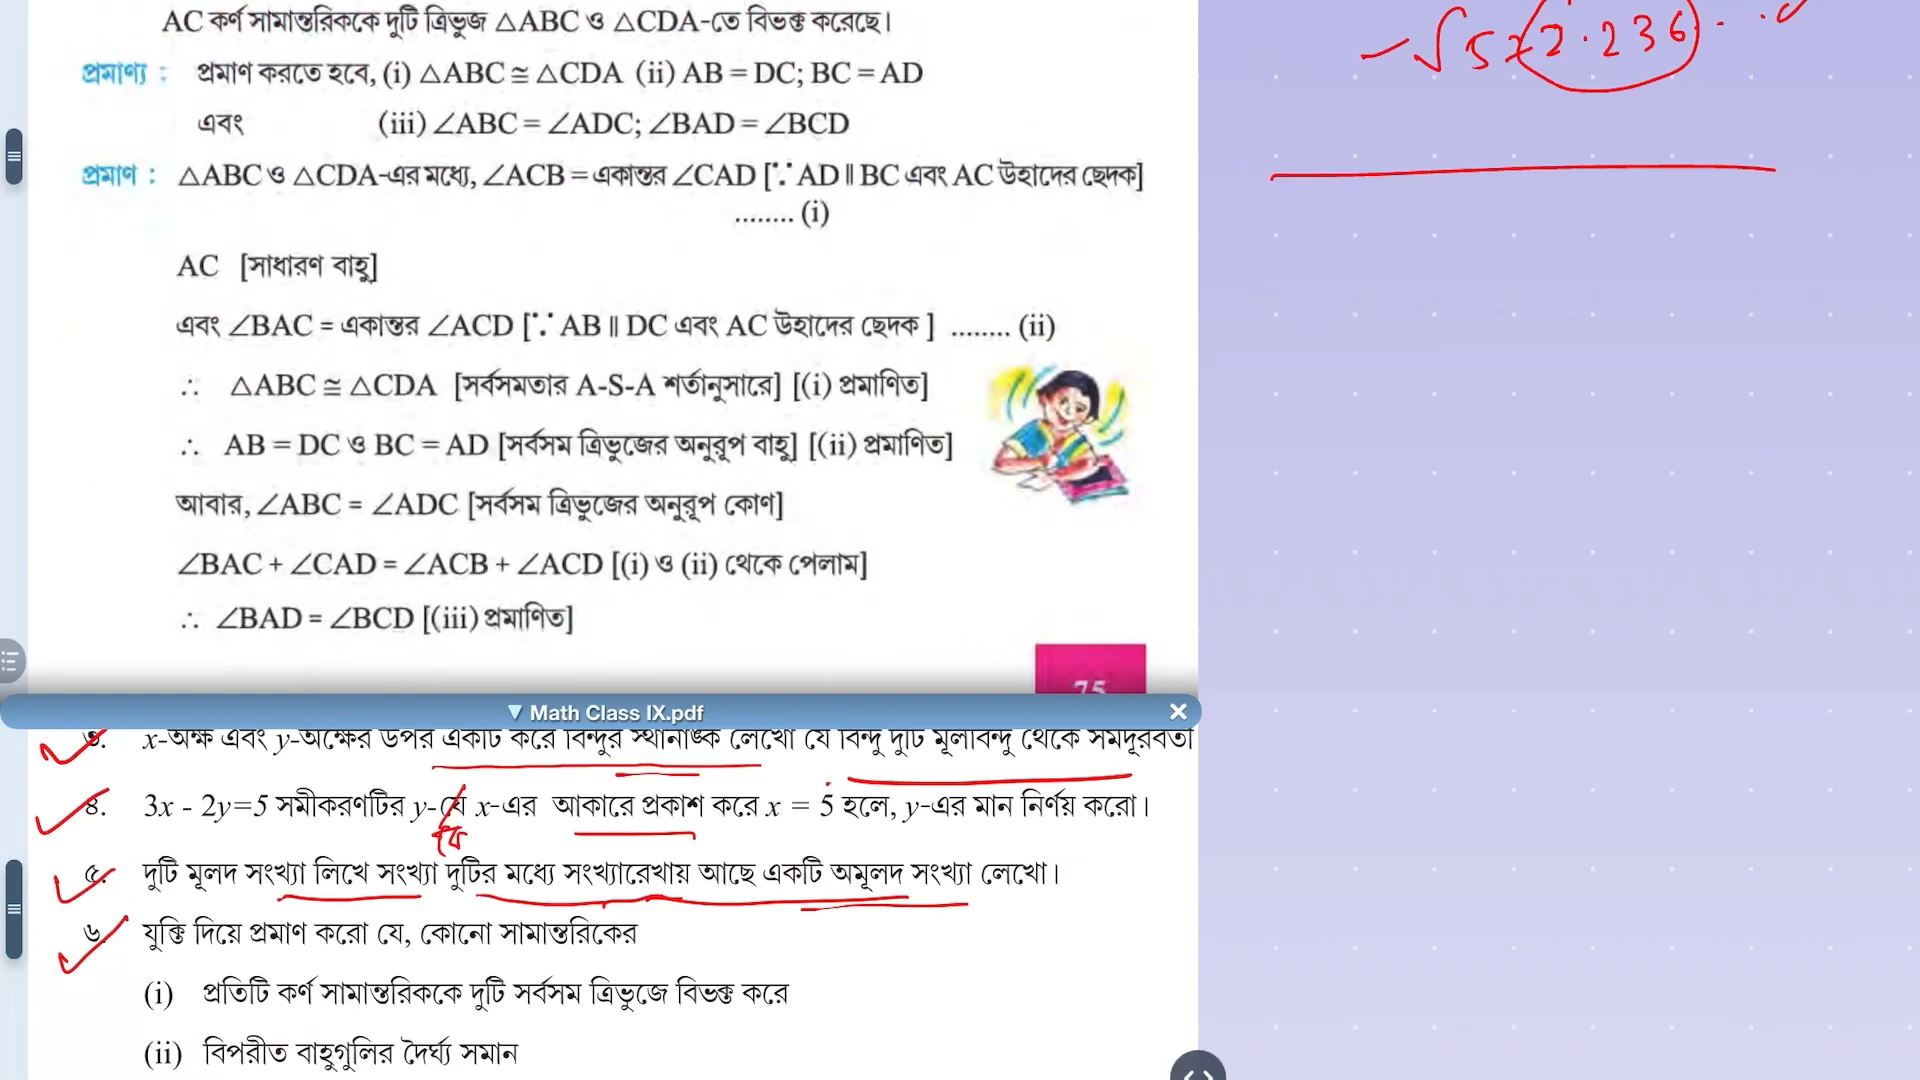 AC কর্ণ সামান্তরিককে দুটি ত্রিভুজ △ABC ও △CDA-তে বিভক্ত করেছে।
প্রমাণ্য : প্রমাণ করতে হবে, (i) △ABC ≅ △CDA (ii) AB = DC; BC = AD
এবং (iii) ∠ABC = ∠ADC; ∠BAD = ∠BCD
প্রমাণ : △ABC ও △CDA-এর মধ্যে, ∠ACB = একান্তর ∠CAD [∵ AD ∥ BC এবং AC উহাদের ছেদক]
........ (i)
AC [সাধারণ বাহু]
এবং ∠BAC = একান্তর ∠ACD [∵ AB ∥ DC এবং AC উহাদের ছেদক ] ........ (ii)
∴ △ABC ≅ △CDA [সর্বসমতার A-S-A শর্তানুসারে] [(i) প্রমাণিত]
∴ AB = DC ও BC = AD [সর্বসম ত্রিভুজের অনুরূপ বাহু] [(ii) প্রমাণিত]
আবার, ∠ABC = ∠ADC [সর্বসম ত্রিভুজের অনুরূপ কোণ]
∠BAC + ∠CAD = ∠ACB + ∠ACD [(i) ও (ii) থেকে পেলাম]
∴ ∠BAD = ∠BCD [(iii) প্রমাণিত]
75
▼ Math Class IX.pdf ✕
৩. x-অক্ষ এবং y-অক্ষের উপর একটি করে বিন্দুর স্থানাঙ্ক লেখো যে বিন্দু দুটি মূলবিন্দু থেকে সমদূরবর্তী
৪. 3x - 2y=5 সমীকরণটির y-যে x-এর আকারে প্রকাশ করে x = 5 হলে, y-এর মান নির্ণয় করো।
কে
৫. দুটি মূলদ সংখ্যা লিখে সংখ্যা দুটির মধ্যে সংখ্যারেখায় আছে একটি অমূলদ সংখ্যা লেখো।
৬. যুক্তি দিয়ে প্রমাণ করো যে, কোনো সামান্তরিকের
(i) প্রতিটি কর্ণ সামান্তরিককে দুটি সর্বসম ত্রিভুজে বিভক্ত করে
(ii) বিপরীত বাহুগুলির দৈর্ঘ্য সমান
√5 = 2.236